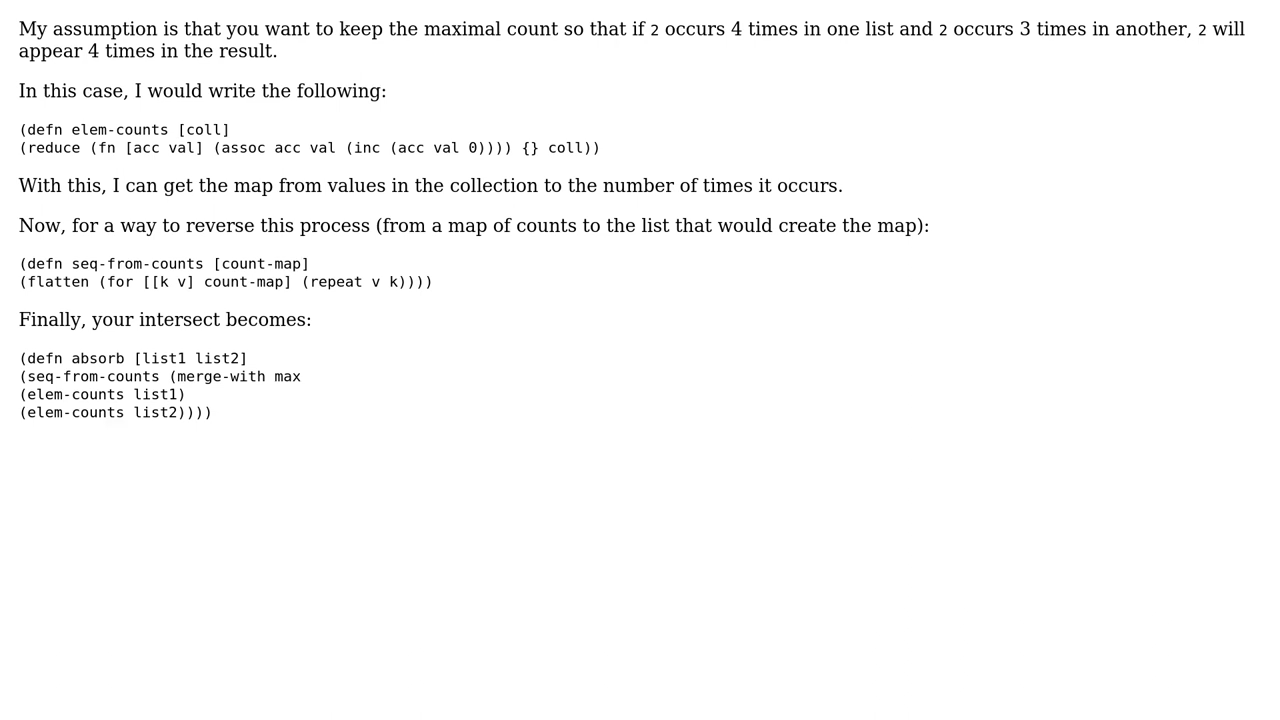 My assumption is that you want to keep the maximal count so that if 2 occurs 4 times in one list and 2 occurs 3 times in another, 2 will
appear 4 times in the result.
In this case, I would write the following:
(defn elem-counts [coll]
(reduce (fn [acc val] (assoc acc val (inc (acc val 0)))) {} coll))
With this, I can get the map from values in the collection to the number of times it occurs.
Now, for a way to reverse this process (from a map of counts to the list that would create the map):
(defn seq-from-counts [count-map]
(flatten (for [[k v] count-map] (repeat v k))))
Finally, your intersect becomes:
(defn absorb [list1 list2]
(seq-from-counts (merge-with max
(elem-counts list1)
(elem-counts list2))))